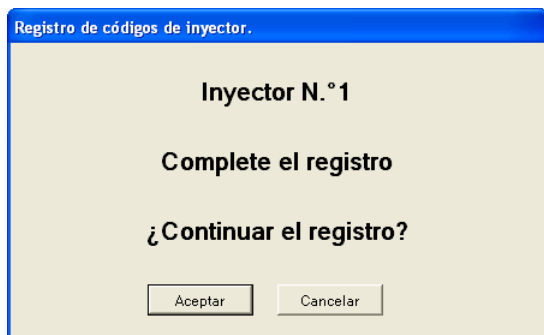 Registro de códigos de inyector.
Inyector N.°1
Complete el registro
¿Continuar el registro?
Aceptar Cancelar